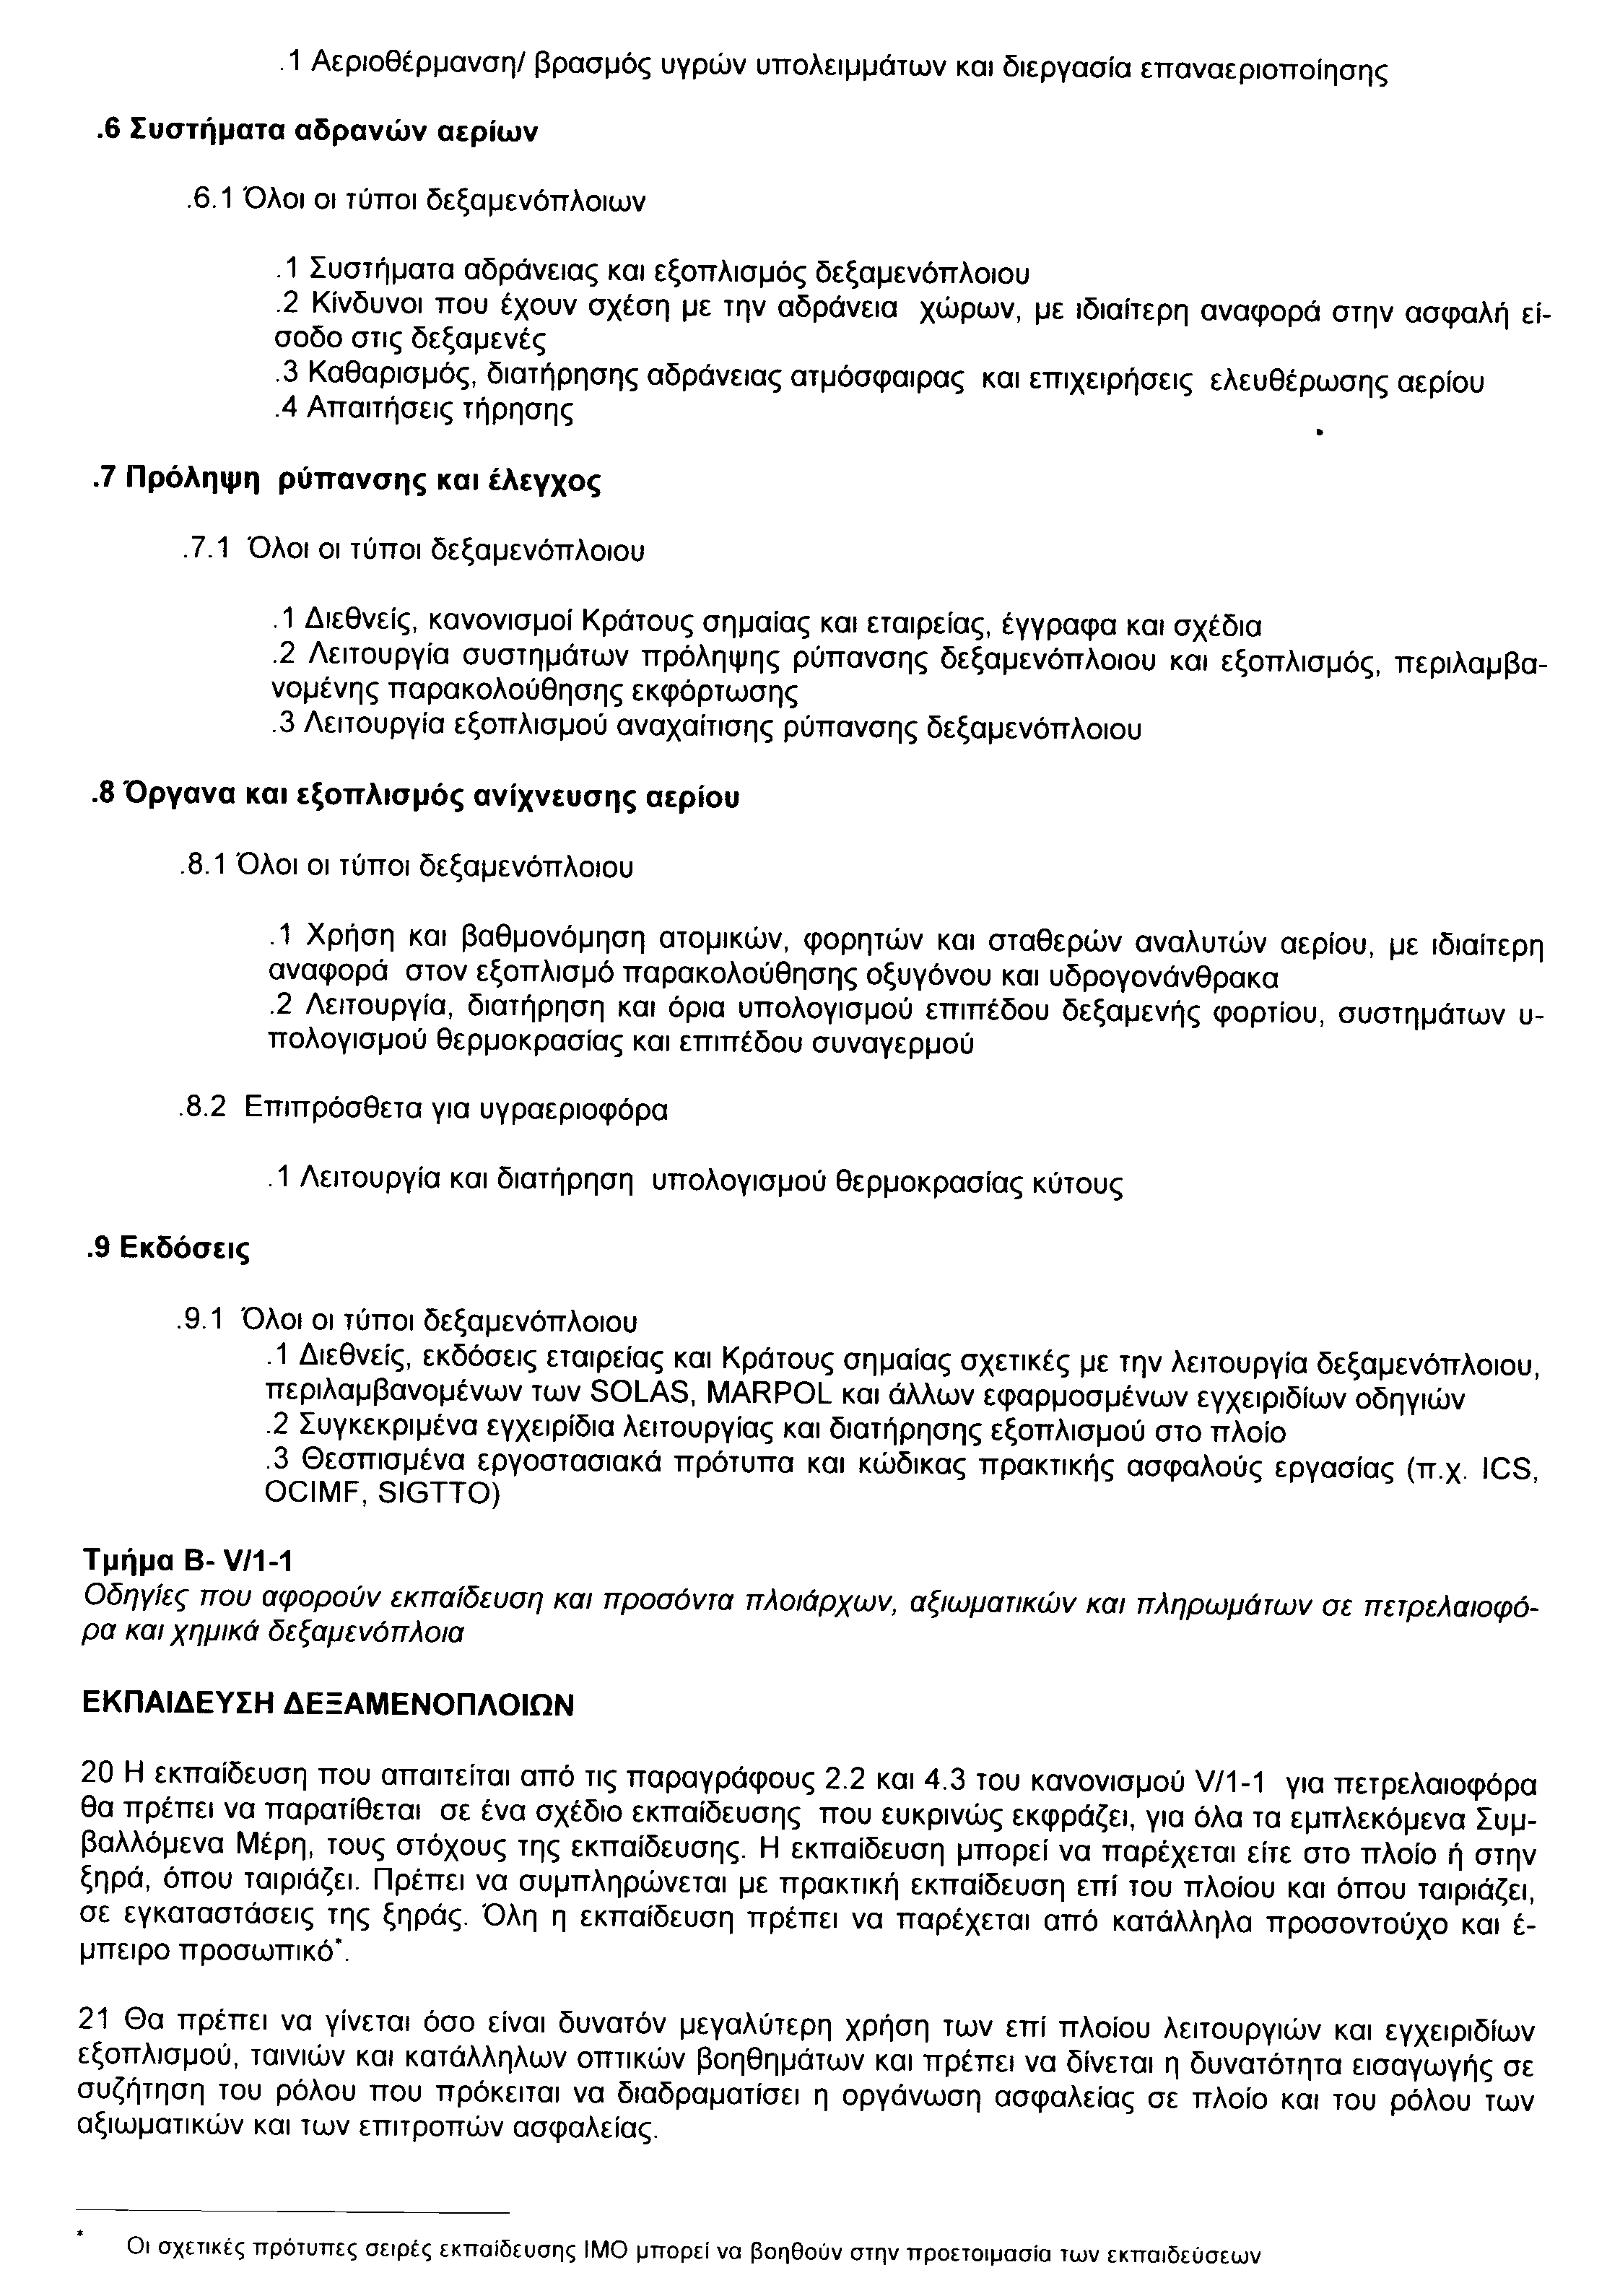 .1 Αεριοθέρμανση/ βρασμός υγρών υπολειμμάτων και διεργασία επαναεριοποίησης
.6 Συστήματα αδρανών αερίων
.6.1 Όλοι οι τύποι δεξαμενόπλοιων
.1 Συστήματα αδράνειας και εξοπλισμός δεξαμενόπλοιου
.2 Κίνδυνοι που έχουν σχέση με την αδράνεια χώρων, με ιδιαίτερη αναφορά στην ασφαλή εί-
σοδο στις δεξαμενές
.3 Καθαρισμός, διατήρησης αδράνειας ατμόσφαιρας και επιχειρήσεις ελευθέρωσης αερίου
.4 Απαιτήσεις τήρησης
.7 Πρόληψη ρύπανσης και έλεγχος
.7.1 Όλοι οι τύποι δεξαμενόπλοιου
.1 Διεθνείς, κανονισμοί Κράτους σημαίας και εταιρείας, έγγραφα και σχέδια
.2 Λειτουργία συστημάτων πρόληψης ρύπανσης δεξαμενόπλοιου και εξοπλισμός, περιλαμβα-
νομένης παρακολούθησης εκφόρτωσης
.3 Λειτουργία εξοπλισμού αναχαίτισης ρύπανσης δεξαμενόπλοιου
.8 Όργανα και εξοπλισμός ανίχνευσης αερίου
.8.1 Όλοι οι τύποι δεξαμενόπλοιου
.1 Χρήση και βαθμονόμηση ατομικών, φορητών και σταθερών αναλυτών αερίου, με ιδιαίτερη
αναφορά στον εξοπλισμό παρακολούθησης οξυγόνου και υδρογονάνθρακα
.2 Λειτουργία, διατήρηση και όρια υπολογισμού επιπέδου δεξαμενής φορτίου, συστημάτων υ-
πολογισμού θερμοκρασίας και επιπέδου συναγερμού
.8.2 Επιπρόσθετα για υγραεριοφόρα
.1 Λειτουργία και διατήρηση υπολογισμού θερμοκρασίας κύτους
.9 Εκδόσεις
.9.1 Όλοι οι τύποι δεξαμενόπλοιου
.1 Διεθνείς, εκδόσεις εταιρείας και Κράτους σημαίας σχετικές με την λειτουργία δεξαμενόπλοιου,
περιλαμβανομένων των SOLAS, MARPOL και άλλων εφαρμοσμένων εγχειριδίων οδηγιών
.2 Συγκεκριμένα εγχειρίδια λειτουργίας και διατήρησης εξοπλισμού στο πλοίο
.3 Θεσπισμένα εργοστασιακά πρότυπα και κώδικας πρακτικής ασφαλούς εργασίας (π.χ. ICS,
OCIMF, SIGTTO)
Τμήμα B- V/1-1
Οδηγίες που αφορούν εκπαίδευση και προσόντα πλοιάρχων, αξιωματικών και πληρωμάτων σε πετρελαιοφό-
ρα και χημικά δεξαμενόπλοια
ΕΚΠΑΙΔΕΥΣΗ ΔΕΞΑΜΕΝΟΠΛΟΙΩΝ
20 Η εκπαίδευση που απαιτείται από τις παραγράφους 2.2 και 4.3 του κανονισμού V/1-1 για πετρελαιοφόρα
θα πρέπει να παρατίθεται σε ένα σχέδιο εκπαίδευσης που ευκρινώς εκφράζει, για όλα τα εμπλεκόμενα Συμ-
βαλλόμενα Μέρη, τους στόχους της εκπαίδευσης. Η εκπαίδευση μπορεί να παρέχεται είτε στο πλοίο ή στην
ξηρά, όπου ταιριάζει. Πρέπει να συμπληρώνεται με πρακτική εκπαίδευση επί του πλοίου και όπου ταιριάζει,
σε εγκαταστάσεις της ξηράς. Όλη η εκπαίδευση πρέπει να παρέχεται από κατάλληλα προσοντούχο και έ-
μπειρο προσωπικό*.
21 Θα πρέπει να γίνεται όσο είναι δυνατόν μεγαλύτερη χρήση των επί πλοίου λειτουργιών και εγχειριδίων
εξοπλισμού, ταινιών και κατάλληλων οπτικών βοηθημάτων και πρέπει να δίνεται η δυνατότητα εισαγωγής σε
συζήτηση του ρόλου που πρόκειται να διαδραματίσει η οργάνωση ασφαλείας σε πλοίο και του ρόλου των
αξιωματικών και των επιτροπών ασφαλείας.
* Οι σχετικές πρότυπες σειρές εκπαίδευσης IMO μπορεί να βοηθούν στην προετοιμασία των εκπαιδεύσεων